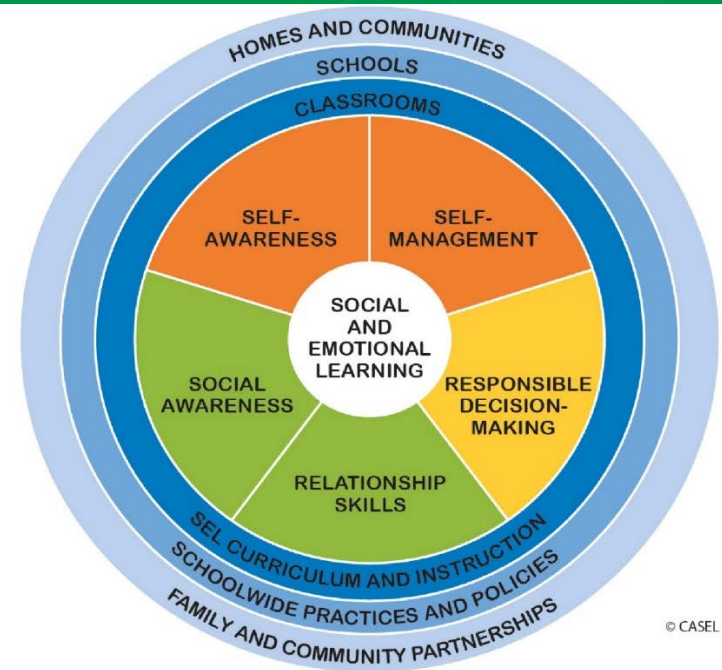 HOMES AND COMMUNITIES
SCHOOLS
CLASSROOMS
SELF-
AWARENESS
SELF-
MANAGEMENT
SOCIAL
AND
EMOTIONAL
LEARNING
SOCIAL
AWARENESS
RESPONSIBLE
DECISION-
MAKING
RELATIONSHIP
SKILLS
SEL CURRICULUM AND INSTRUCTION
SCHOOLWIDE PRACTICES AND POLICIES
FAMILY AND COMMUNITY PARTNERSHIPS
© CASEL